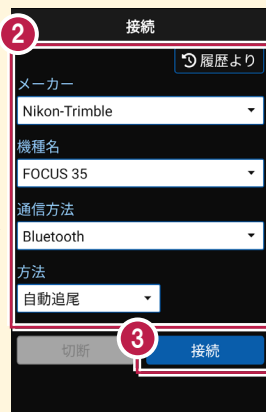 接続
2
履歴より
メーカー
Nikon-Trimble
機種名
FOCUS 35
通信方法
Bluetooth
方法
自動追尾
3
切断
接続